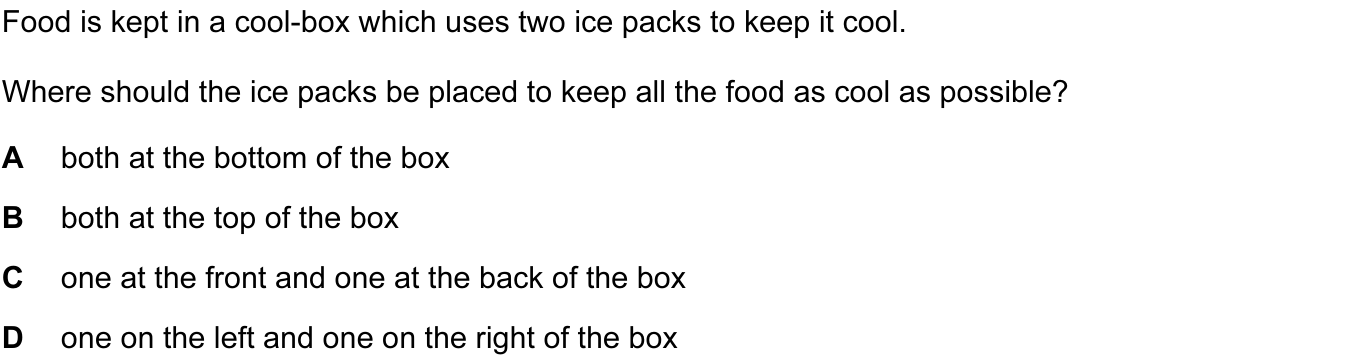 Food is kept in a cool-box which uses two ice packs to keep it cool.
Where should the ice packs be placed to keep all the food as cool as possible?
A both at the bottom of the box
B both at the top of the box
C one at the front and one at the back of the box
D one on the left and one on the right of the box